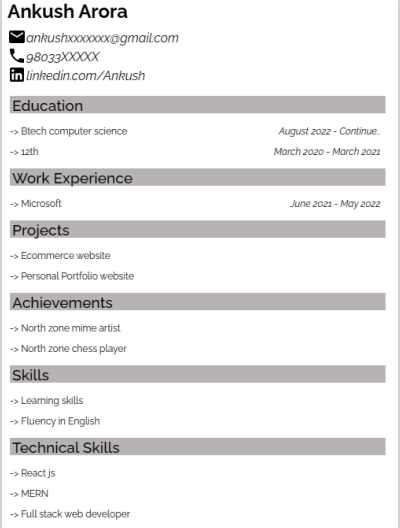 Ankush Arora
ankushxxxxxxx@gmail.com
98033XXXXX
linkedin.com/Ankush
Education
-> Btech computer science August 2022 - Continue..
-> 12th March 2020 - March 2021
Work Experience
-> Microsoft June 2021 - May 2022
Projects
-> Ecommerce website
-> Personal Portfolio website
Achievements
-> North zone mime artist
-> North zone chess player
Skills
-> Learning skills
-> Fluency in English
Technical Skills
-> React js
-> MERN
-> Full stack web developer